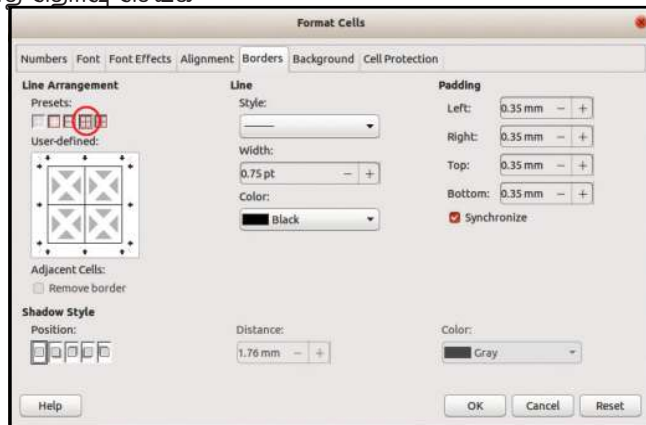 Format Cells
Numbers Font Font Effects Alignment Borders Background Cell Protection
Line Arrangement Line Padding
Presets: Style: Left: 0.35 mm
User-defined: Width: Right: 0.35 mm
0.75 pt Top: 0.35 mm
Color: Bottom: 0.35 mm
Black Synchronize
Adjacent Cells:
Remove border
Shadow Style
Position: Distance: Color:
1.76 mm Gray
Help OK Cancel Reset